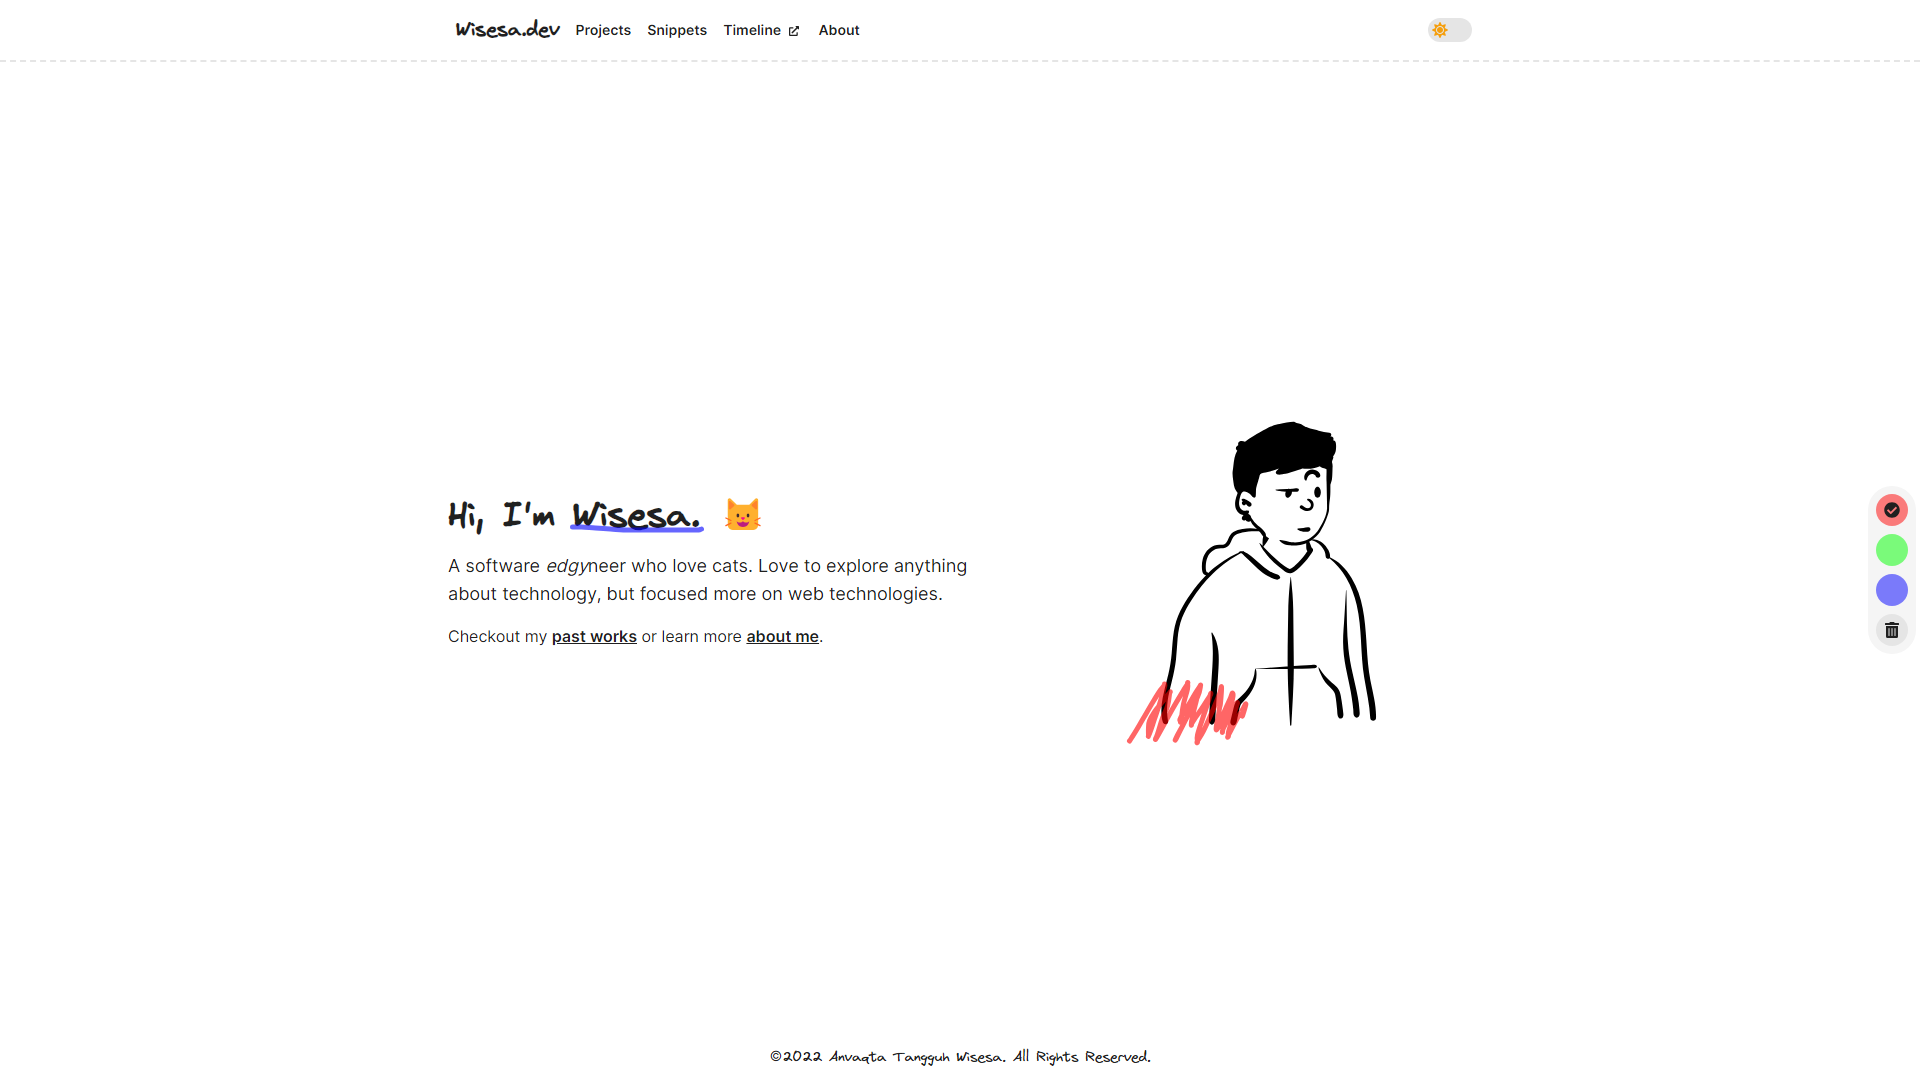 Wisesa.dev Projects Snippets Timeline About
Hi, I'm Wisesa.
A software edgyneer who love cats. Love to explore anything
about technology, but focused more on web technologies.
Checkout my past works or learn more about me.
©2022 Anvaqta Tangguh Wisesa. All Rights Reserved.